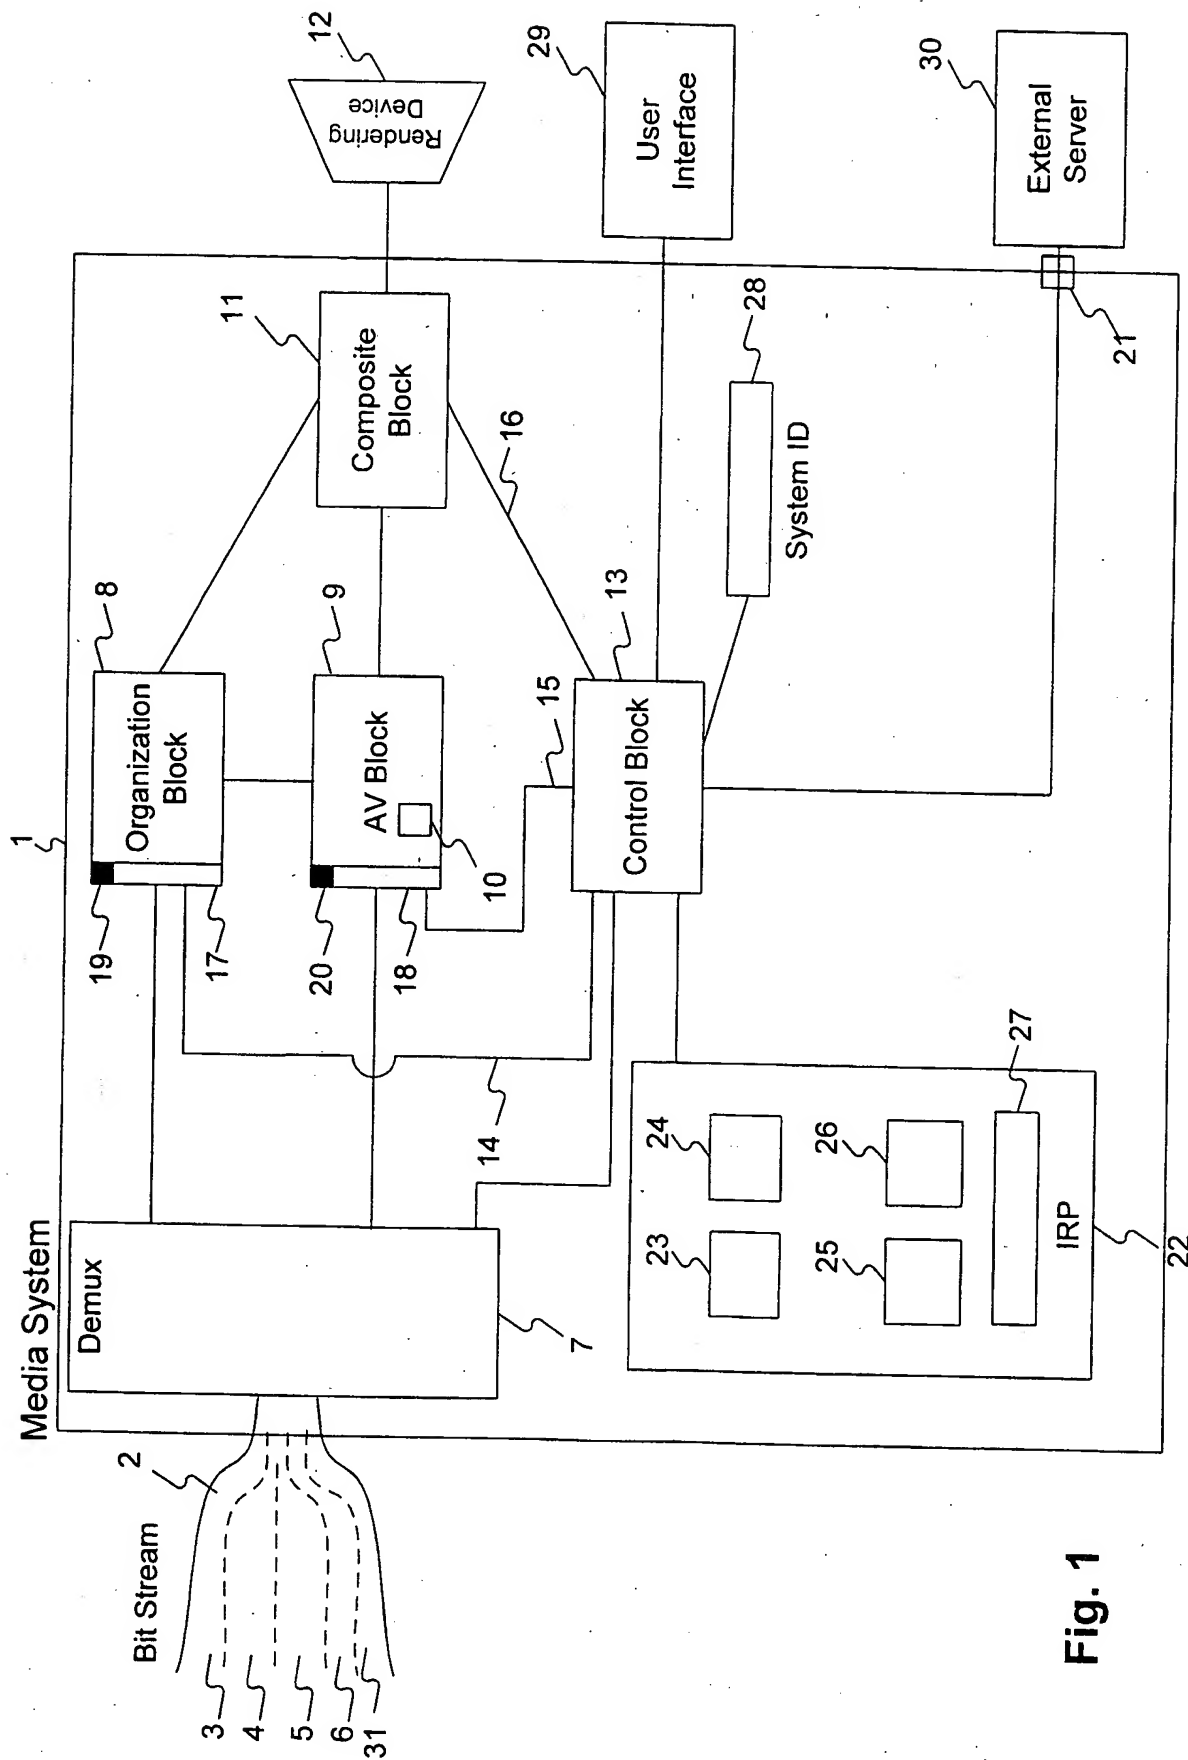 Media System
1
Bit Stream
2
3
4
5
6
31
Demux
7
19
17
Organization
Block
8
20
18
AV Block
9
10
14
15
Control Block
13
16
Composite
Block
11
Rendering
Device
12
User
Interface
29
External
Server
30
21
28
System ID
23
24
25
26
27
IRP
22
Fig. 1